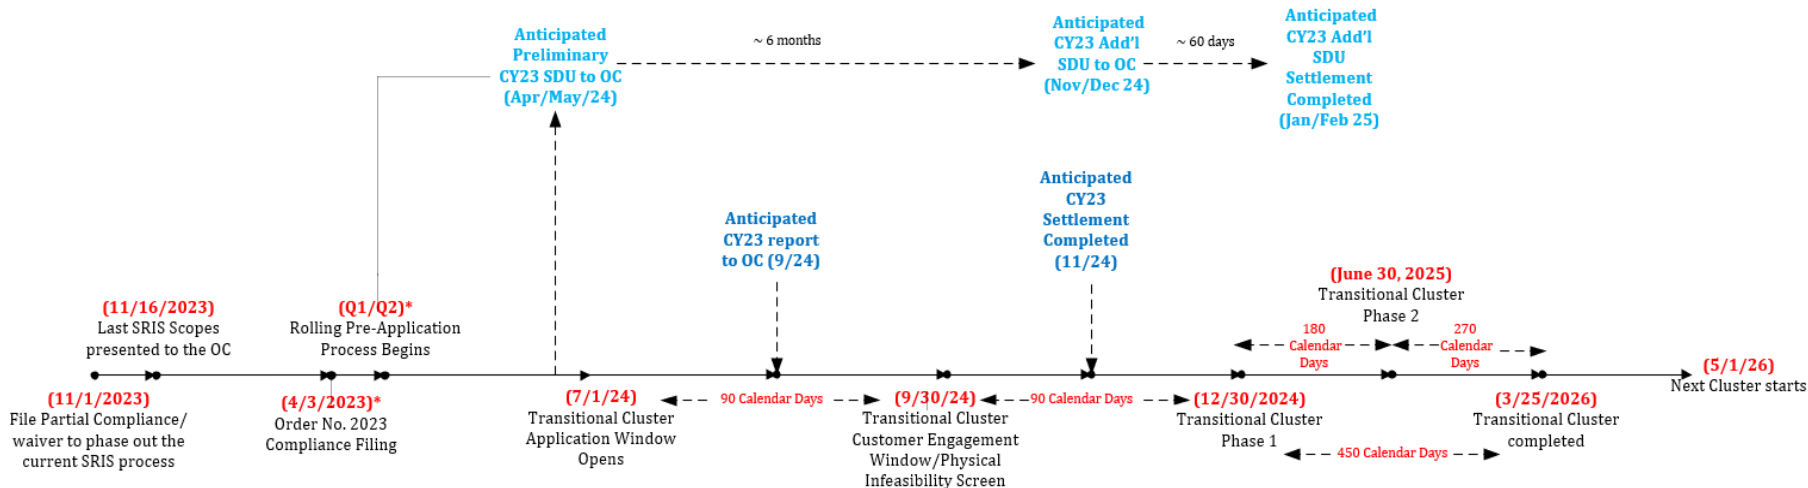 Anticipated
Preliminary
CY23 SDU to OC
(Apr/May/24)
~ 6 months
Anticipated
CY23 Add'l
SDU to OC
(Nov/Dec 24)
~ 60 days
Anticipated
CY23 Add'l
SDU
Settlement
Completed
(Jan/Feb 25)
Anticipated
CY23 report
to OC (9/24)
Anticipated
CY23
Settlement
Completed
(11/24)
(11/16/2023)
Last SRIS Scopes
presented to the OC
(Q1/Q2)*
Rolling Pre-Application
Process Begins
(June 30, 2025)
Transitional Cluster
Phase 2
180
Calendar
Days
270
Calendar
Days
(11/1/2023)
File Partial Compliance/
waiver to phase out the
current SRIS process
(4/3/2023)*
Order No. 2023
Compliance Filing
(7/1/24)
Transitional Cluster
Application Window
Opens
90 Calendar Days
(9/30/24)
Transitional Cluster
Customer Engagement
Window/Physical
Infeasibility Screen
90 Calendar Days
(12/30/2024)
Transitional Cluster
Phase 1
450 Calendar Days
(3/25/2026)
Transitional Cluster
completed
(5/1/26)
Next Cluster starts